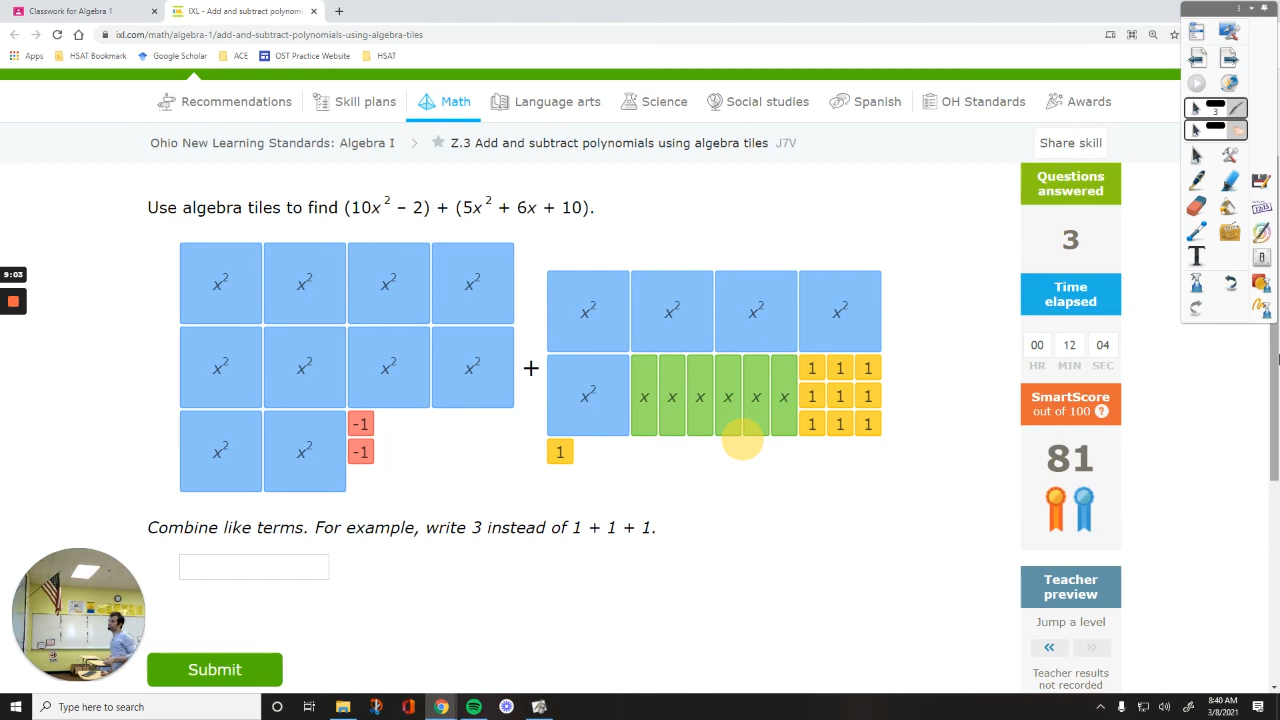 Classwork for Algebra 1
IXL - Add and subtract polynomi
ixl.com/math/algebra-1/add-and-subtract-polynomials-using-algebra-tiles
Apps HSAT Bookmark Google Scholar ACE OST Practice Website HSAT
Recommendations Skill plans Math Language arts Science Social studies Spanish OH Standards Awards
Ohio New Learning Standards: Algebra I > Z.3 Add and subtract polynomials using algebra tiles J7V
Share skill
Use algebra tiles to find (10x² − 2) + (5x² + 6x + 10).
x² x² x² x²
x² x² x² x²
x² x² -1
-1
+
x² x² x² x²
x² x x x x x x 1 1 1
1 1 1
1 1 1
1
Combine like terms. For example, write 3 instead of 1 + 1 + 1.
Submit
Questions
answered
3
Time
elapsed
00 12 04
HR MIN SEC
SmartScore
out of 100 ?
81
Teacher
preview
Jump a level
Teacher results
not recorded
9:03
3
T
Type here to search
8:40 AM
3/8/2021